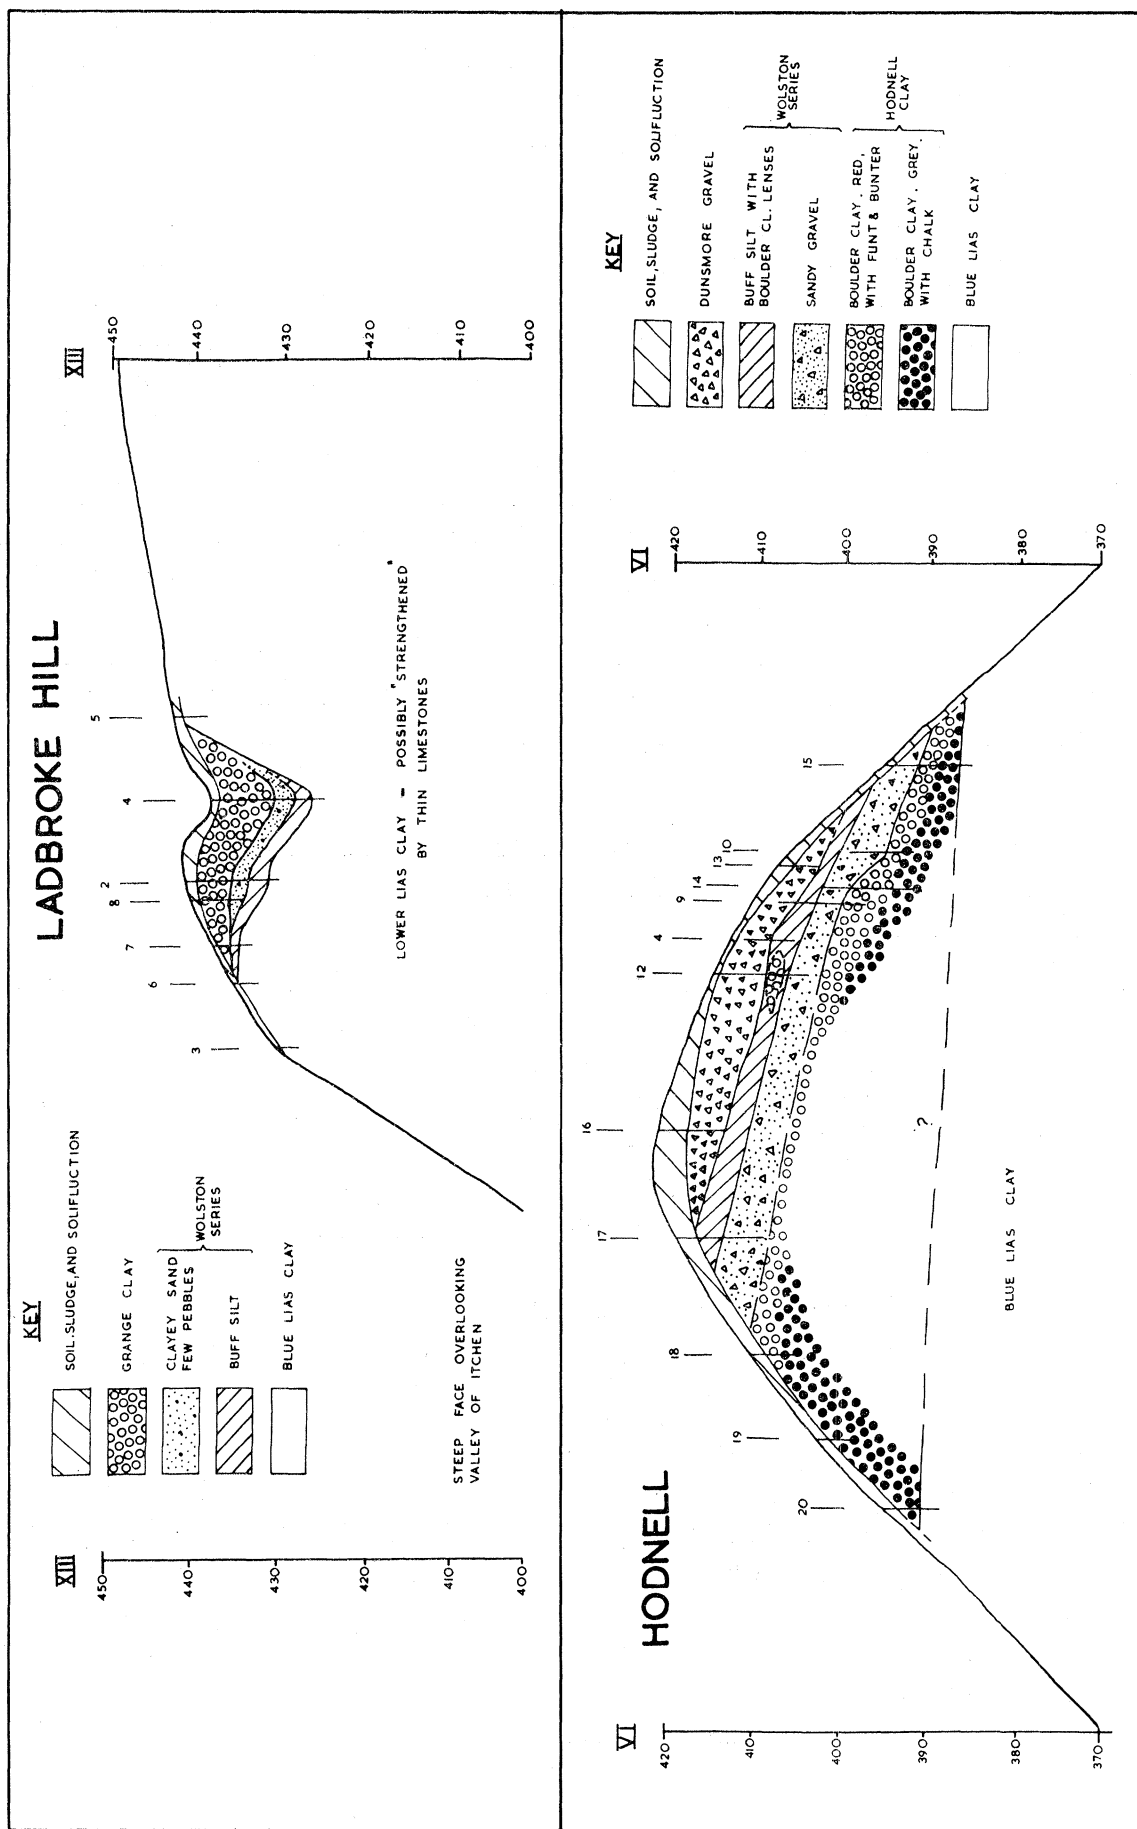 LADBROKE HILL
XIII
450
440
430
420
410
400
KEY
SOIL, SLUDGE, AND SOLIFLUCTION
GRANGE CLAY
CLAYEY SAND
FEW PEBBLES
BUFF SILT
WOLSTON
SERIES
BLUE LIAS CLAY
STEEP FACE OVERLOOKING
VALLEY OF ITCHEN
3
6
7
8
2
4
5
LOWER LIAS CLAY – POSSIBLY "STRENGTHENED"
BY THIN LIMESTONES
XIII
450
440
430
420
410
400
HODNELL
VI
420
410
400
390
380
370
20
19
18
17
16
12
4
9
14
13
10
15
?
BLUE LIAS CLAY
VI
420
410
400
390
380
370
KEY
SOIL, SLUDGE, AND SOLIFLUCTION
DUNSMORE GRAVEL
BUFF SILT WITH
BOULDER CL. LENSES
SANDY GRAVEL
WOLSTON
SERIES
BOULDER CLAY. RED,
WITH FLINT & BUNTER
BOULDER CLAY. GREY.
WITH CHALK
HODNELL
CLAY
BLUE LIAS CLAY